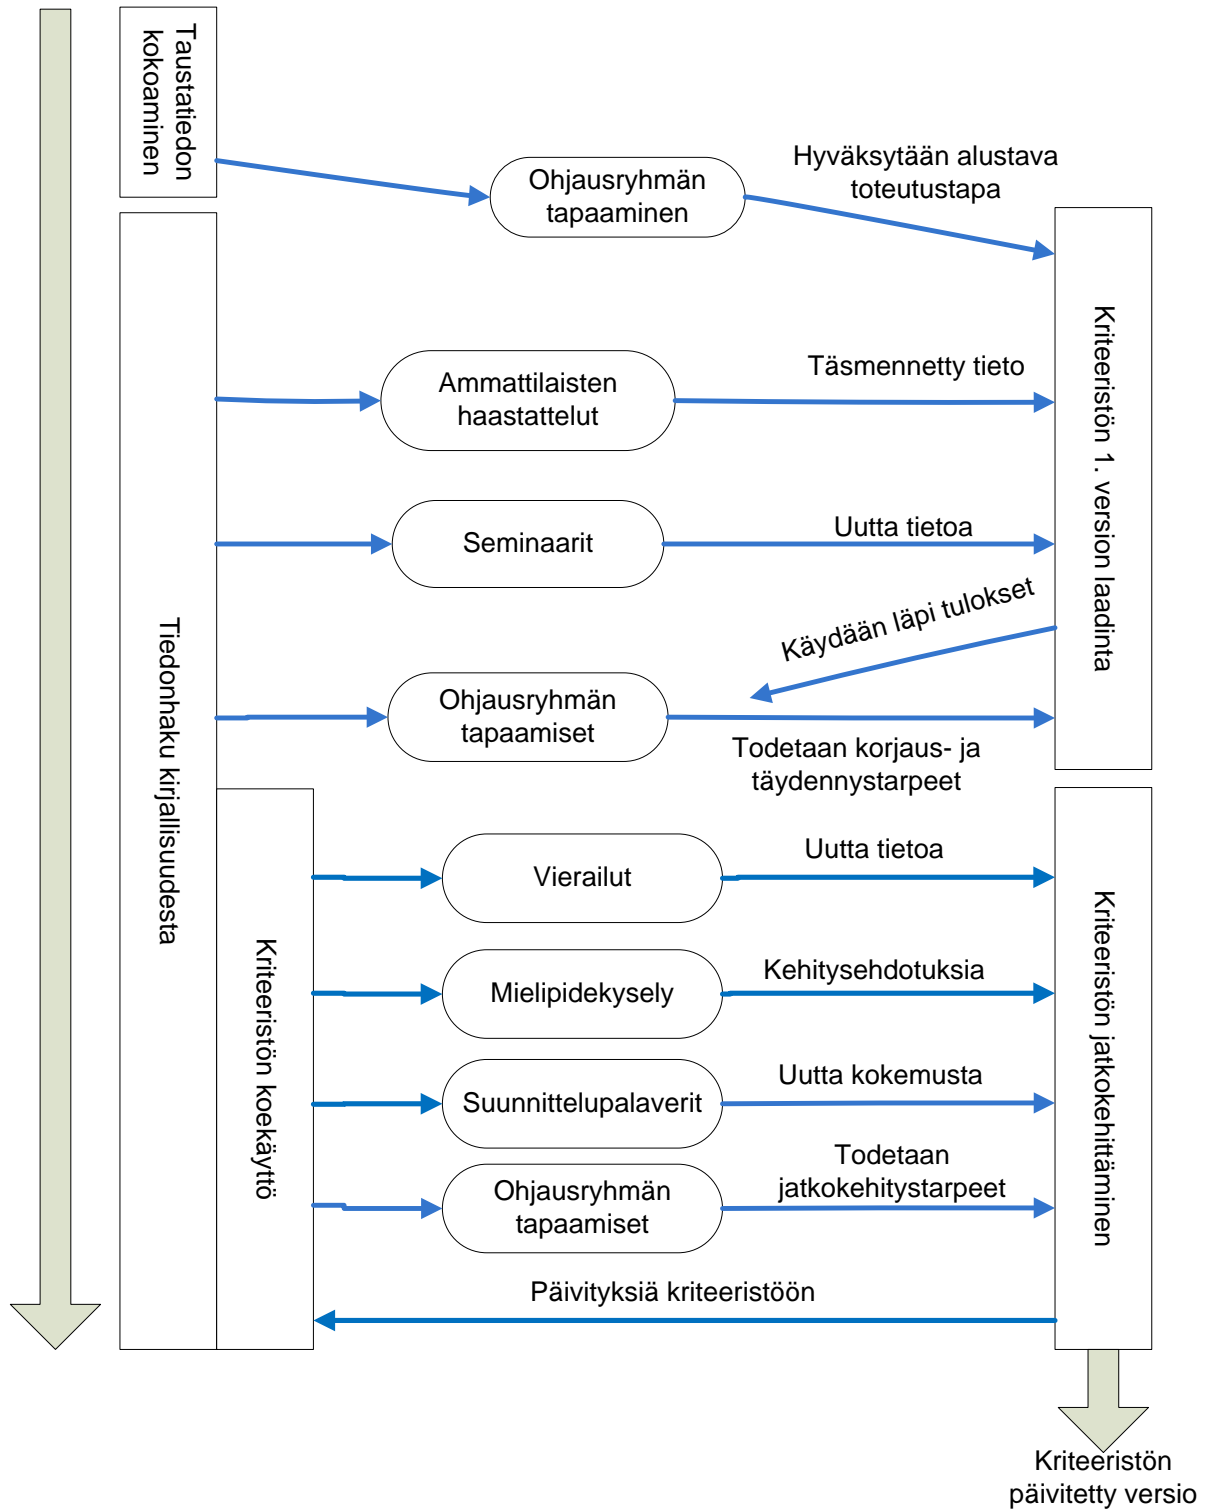 Taustatiedon
kokoaminen
Ohjausryhmän
tapaaminen
Hyväksytään alustava
toteutustapa
Kriteeristön 1. version laadinta
Tiedonhaku kirjallisuudesta
Ammattilaisten
haastattelut
Täsmennetty tieto
Seminaarit
Uutta tietoa
Käydään läpi tulokset
Ohjausryhmän
tapaamiset
Todetaan korjaus- ja
täydennystarpeet
Kriteeristön koekäyttö
Kriteeristön jatkokehittäminen
Vierailut
Uutta tietoa
Mielipidekysely
Kehitysehdotuksia
Suunnittelupalaverit
Uutta kokemusta
Ohjausryhmän
tapaamiset
Todetaan
jatkokehitystarpeet
Päivityksiä kriteeristöön
Kriteeristön
päivitetty versio